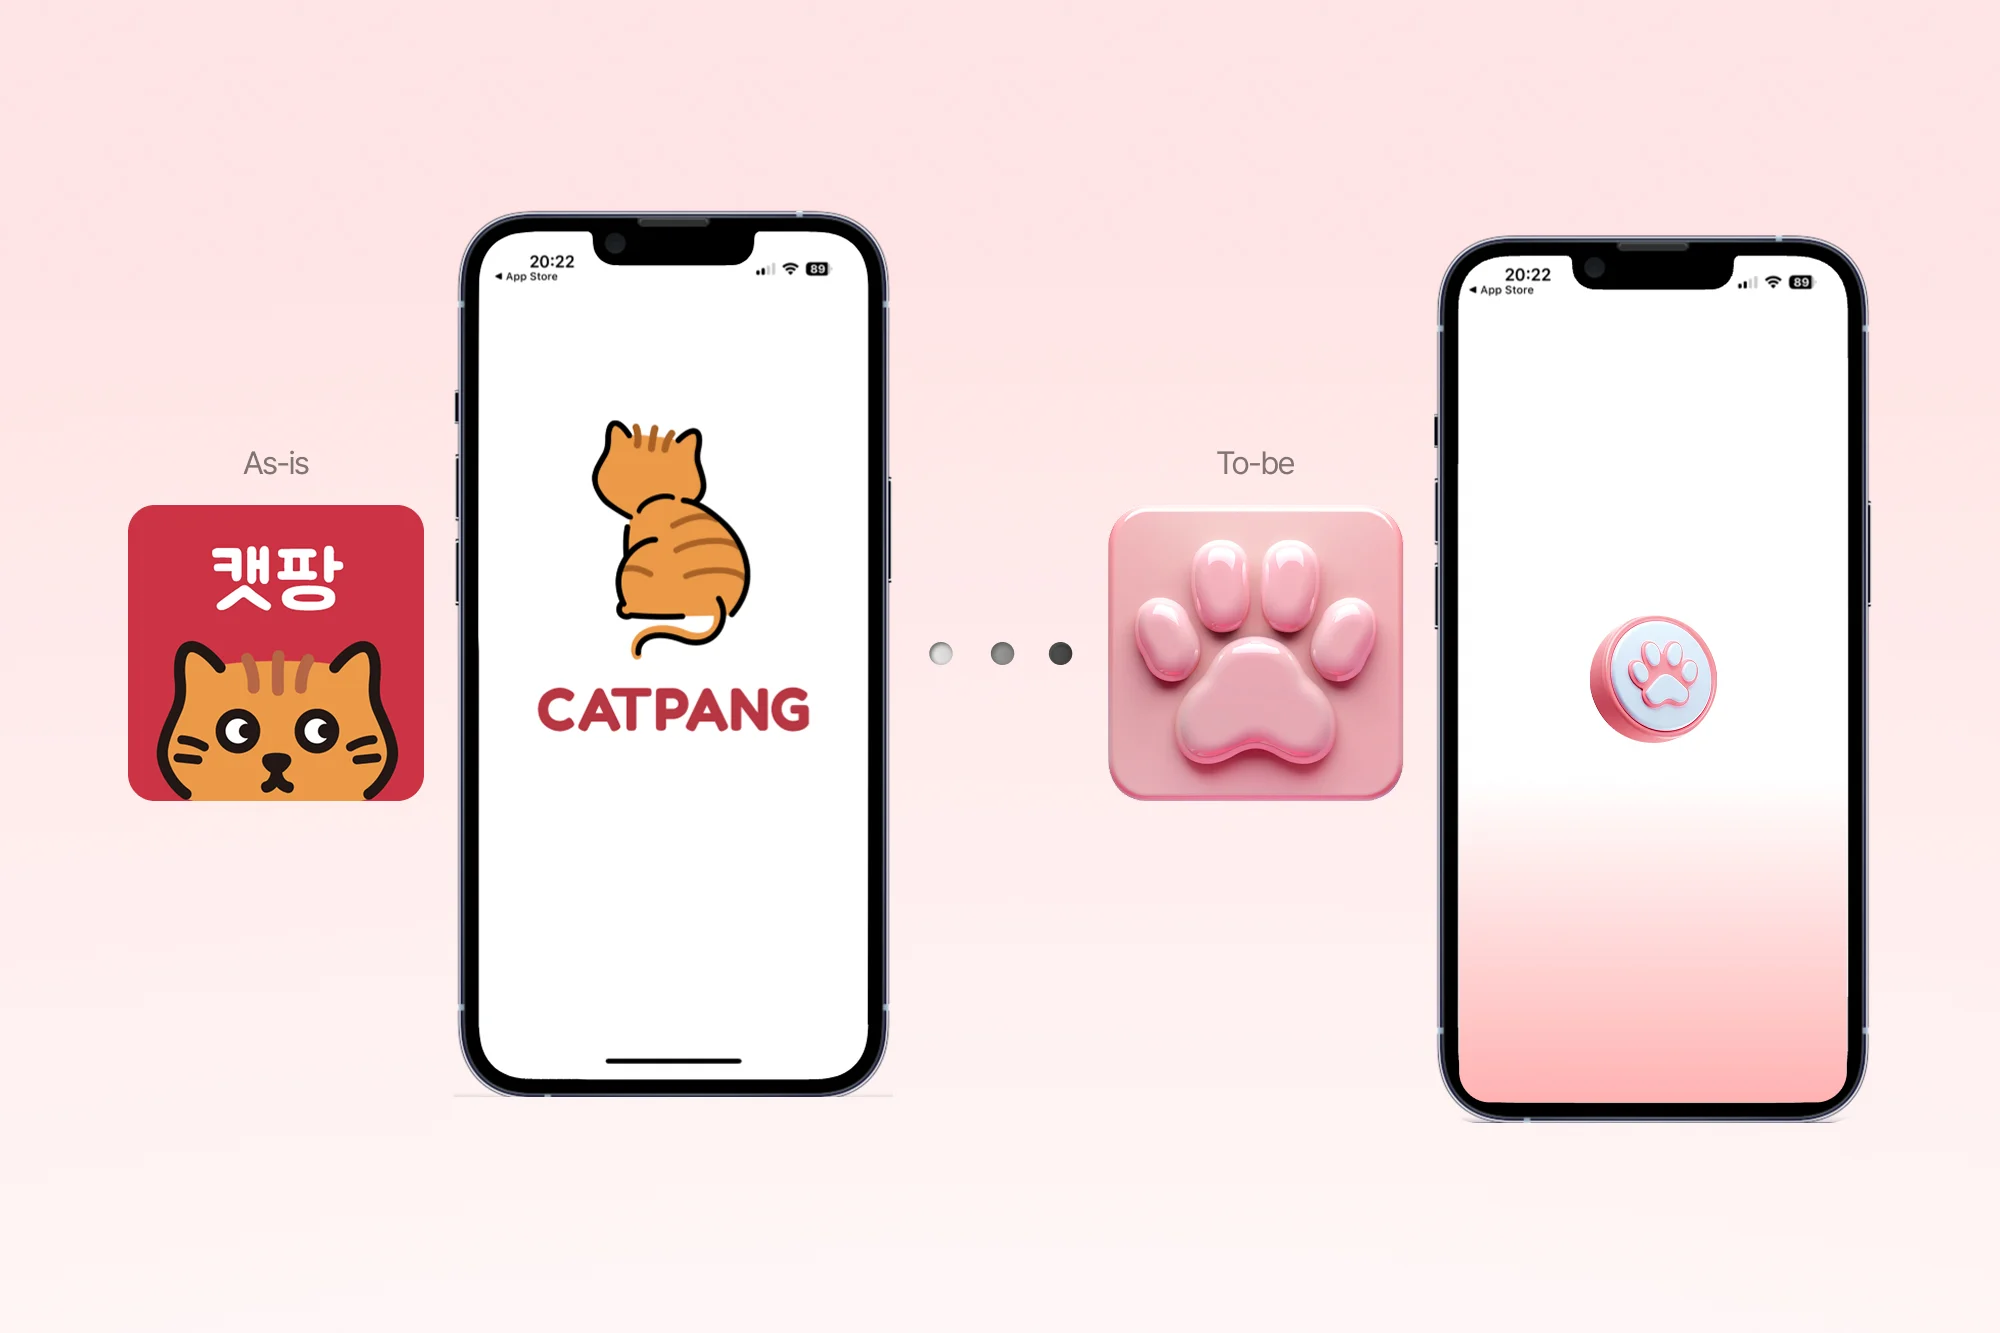 As-is
캣팡
20:22
◀ App Store
89
CATPANG
To-be
20:22
◀ App Store
89